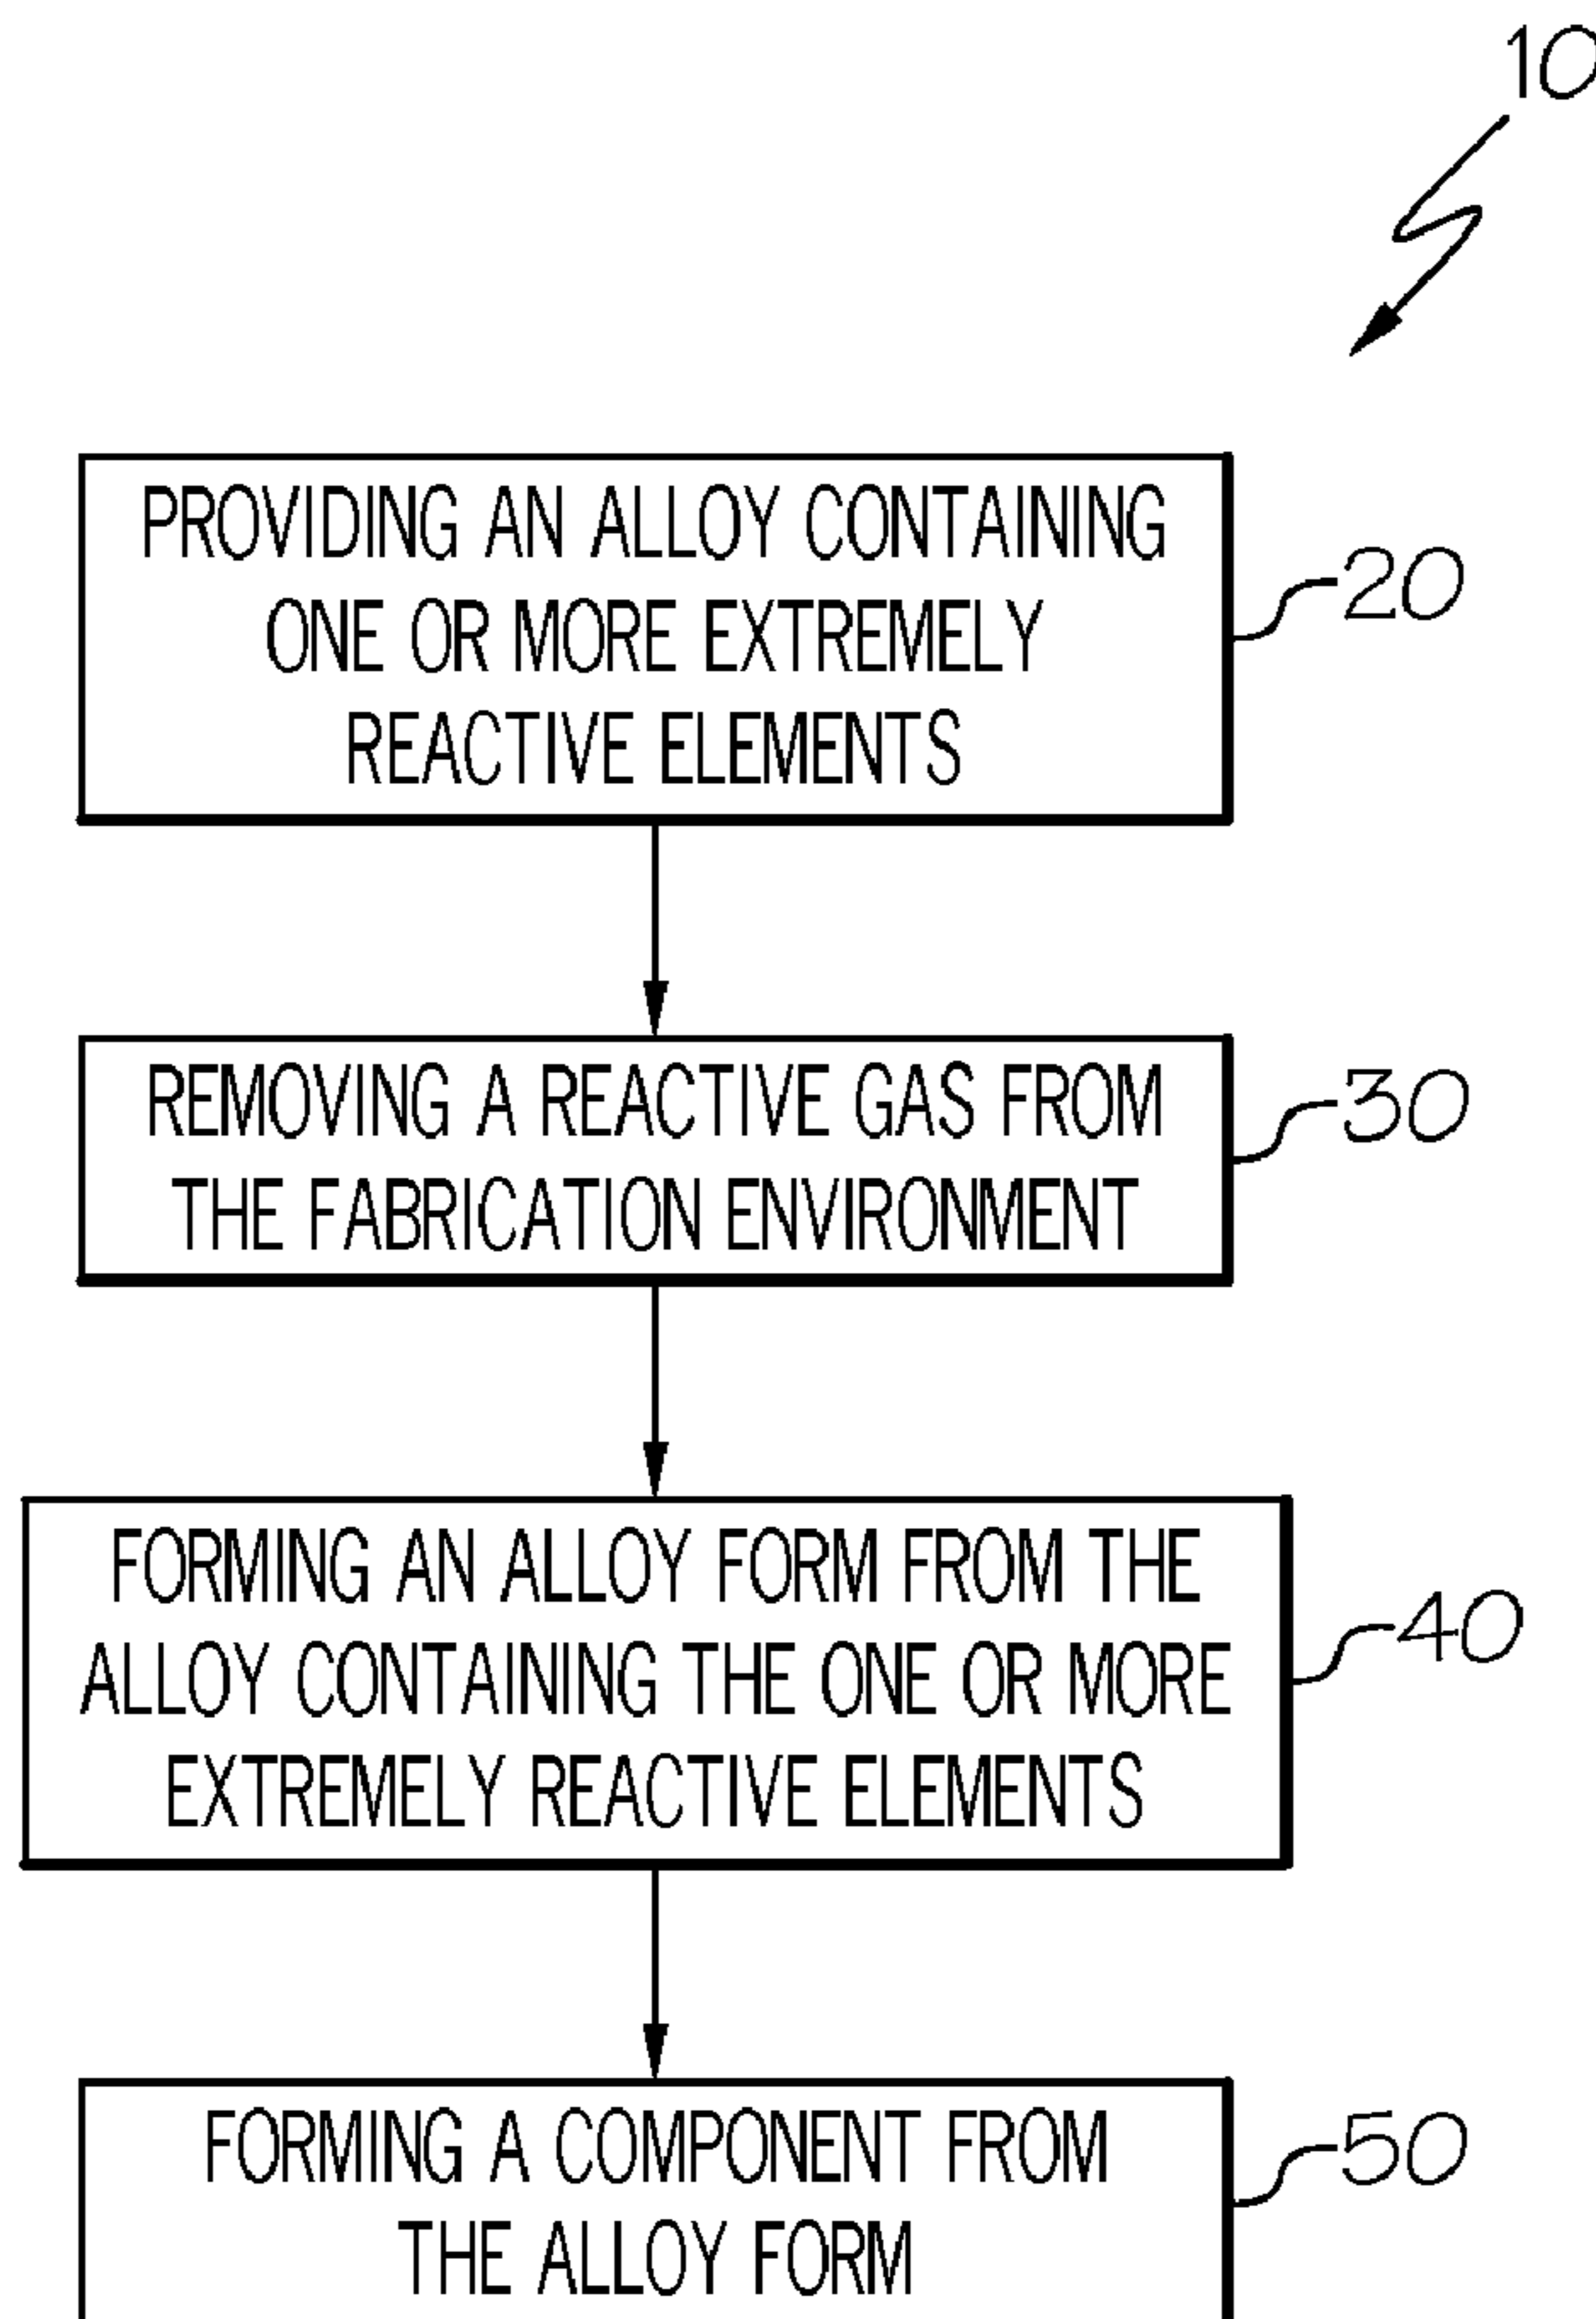 10
PROVIDING AN ALLOY CONTAINING
ONE OR MORE EXTREMELY
REACTIVE ELEMENTS
20
REMOVING A REACTIVE GAS FROM
THE FABRICATION ENVIRONMENT
30
FORMING AN ALLOY FORM FROM THE
ALLOY CONTAINING THE ONE OR MORE
EXTREMELY REACTIVE ELEMENTS
40
FORMING A COMPONENT FROM
THE ALLOY FORM
50